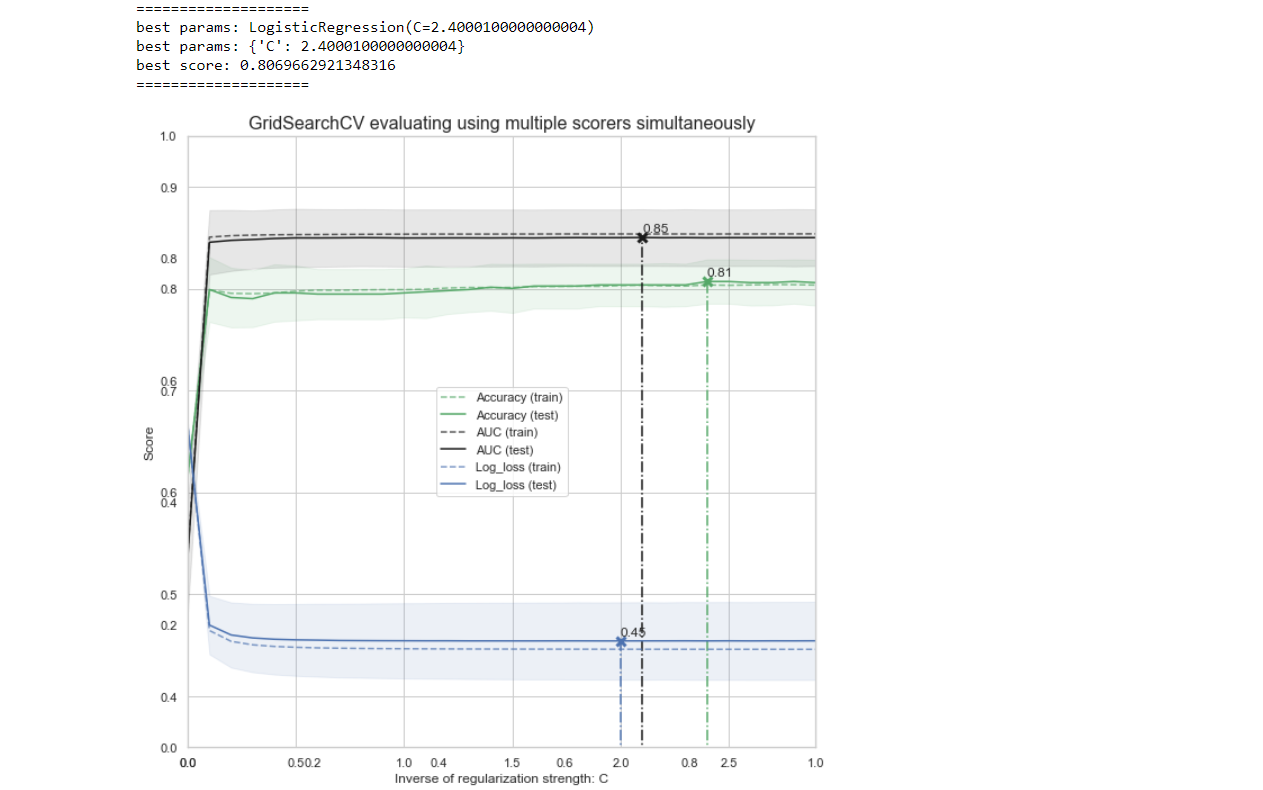 ====================
best params: LogisticRegression(C=2.4000100000000004)
best params: {'C': 2.4000100000000004}
best score: 0.8069662921348316
====================
GridSearchCV evaluating using multiple scorers simultaneously
1.0
0.9
0.85
0.8
0.81
0.8
0.6
0.7
Accuracy (train)
Accuracy (test)
AUC (train)
Score
AUC (test)
Log_loss (train)
Log_loss (test)
0.6
0.4
0.5
0.2
0.45
0.4
0.0
0.0 0.5 0.2 1.0 0.4 1.5 0.6 2.0 0.8 2.5 1.0
Inverse of regularization strength: C